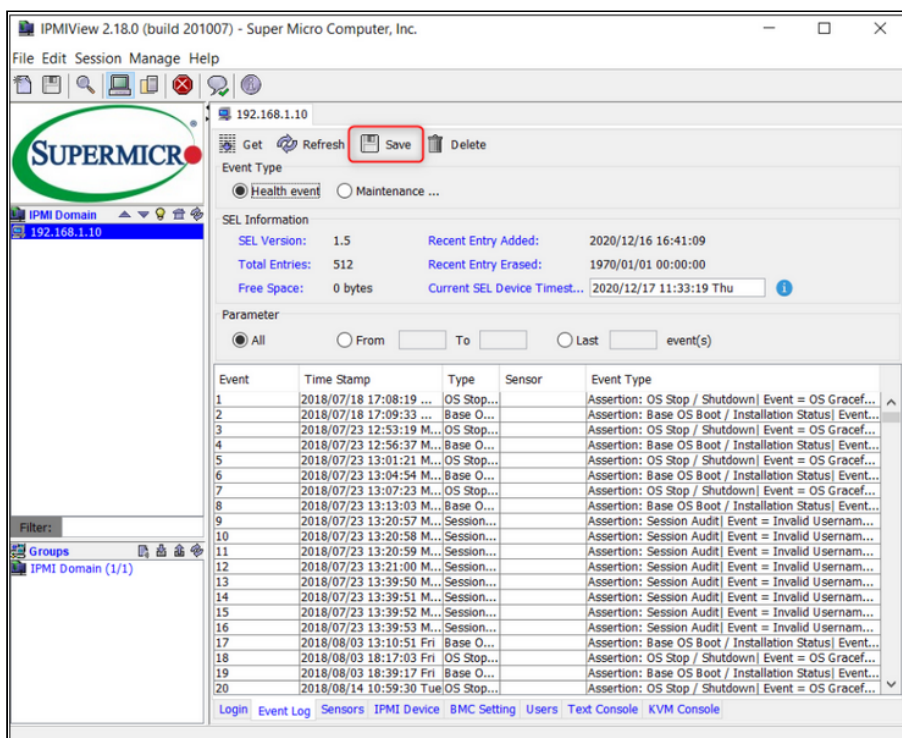 IPMIView 2.18.0 (build 201007) - Super Micro Computer, Inc.
File Edit Session Manage Help
192.168.1.10
Get Refresh Save Delete
SUPERMICR
Event Type
Health event Maintenance ...
IPMI Domain
192.168.1.10
SEL Information
SEL Version: 1.5 Recent Entry Added: 2020/12/16 16:41:09
Total Entries: 512 Recent Entry Erased: 1970/01/01 00:00:00
Free Space: 0 bytes Current SEL Device Timest... 2020/12/17 11:33:19 Thu
Parameter
All From To Last event(s)
Event Time Stamp Type Sensor Event Type
1 2018/07/18 17:08:19 ... OS Stop... Assertion: OS Stop / Shutdown| Event = OS Gracef...
2 2018/07/18 17:09:33 ... Base O... Assertion: Base OS Boot / Installation Status| Event...
3 2018/07/23 12:53:19 M... OS Stop... Assertion: OS Stop / Shutdown| Event = OS Gracef...
4 2018/07/23 12:56:37 M... Base O... Assertion: Base OS Boot / Installation Status| Event...
5 2018/07/23 13:01:21 M... OS Stop... Assertion: OS Stop / Shutdown| Event = OS Gracef...
6 2018/07/23 13:04:54 M... Base O... Assertion: Base OS Boot / Installation Status| Event...
7 2018/07/23 13:07:23 M... OS Stop... Assertion: OS Stop / Shutdown| Event = OS Gracef...
8 2018/07/23 13:13:03 M... Base O... Assertion: Base OS Boot / Installation Status| Event...
9 2018/07/23 13:20:57 M... Session... Assertion: Session Audit| Event = Invalid Usernam...
10 2018/07/23 13:20:58 M... Session... Assertion: Session Audit| Event = Invalid Usernam...
11 2018/07/23 13:20:59 M... Session... Assertion: Session Audit| Event = Invalid Usernam...
12 2018/07/23 13:21:00 M... Session... Assertion: Session Audit| Event = Invalid Usernam...
13 2018/07/23 13:39:50 M... Session... Assertion: Session Audit| Event = Invalid Usernam...
14 2018/07/23 13:39:51 M... Session... Assertion: Session Audit| Event = Invalid Usernam...
15 2018/07/23 13:39:52 M... Session... Assertion: Session Audit| Event = Invalid Usernam...
16 2018/07/23 13:39:53 M... Session... Assertion: Session Audit| Event = Invalid Usernam...
17 2018/08/03 13:10:51 Fri Base O... Assertion: Base OS Boot / Installation Status| Event...
18 2018/08/03 18:17:03 Fri OS Stop... Assertion: OS Stop / Shutdown| Event = OS Gracef...
19 2018/08/03 18:39:17 Fri Base O... Assertion: Base OS Boot / Installation Status| Event...
20 2018/08/14 10:59:30 Tue OS Stop... Assertion: OS Stop / Shutdown| Event = OS Gracef...
Filter:
Groups
IPMI Domain (1/1)
Login Event Log Sensors IPMI Device BMC Setting Users Text Console KVM Console